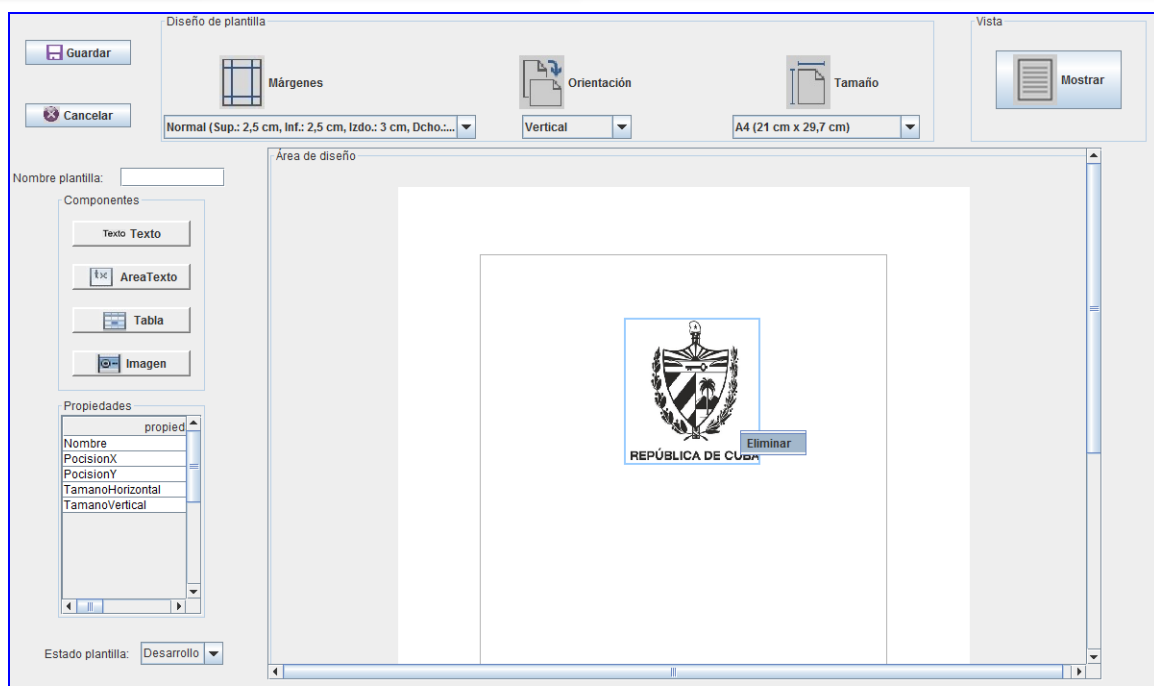 Diseño de plantilla
Vista
Guardar
Márgenes
Orientación
Tamaño
Mostrar
Cancelar
Normal (Sup.: 2,5 cm, Inf.: 2,5 cm, Izdo.: 3 cm, Dcho.:...
Vertical
A4 (21 cm x 29,7 cm)
Área de diseño
Nombre plantilla:
Componentes
Texto Texto
txt AreaTexto
Tabla
Imagen
Propiedades
propied
Nombre
PocisionX
PocisionY
TamanoHorizontal
TamanoVertical
Eliminar
REPÚBLICA DE CUBA
Estado plantilla: Desarrollo